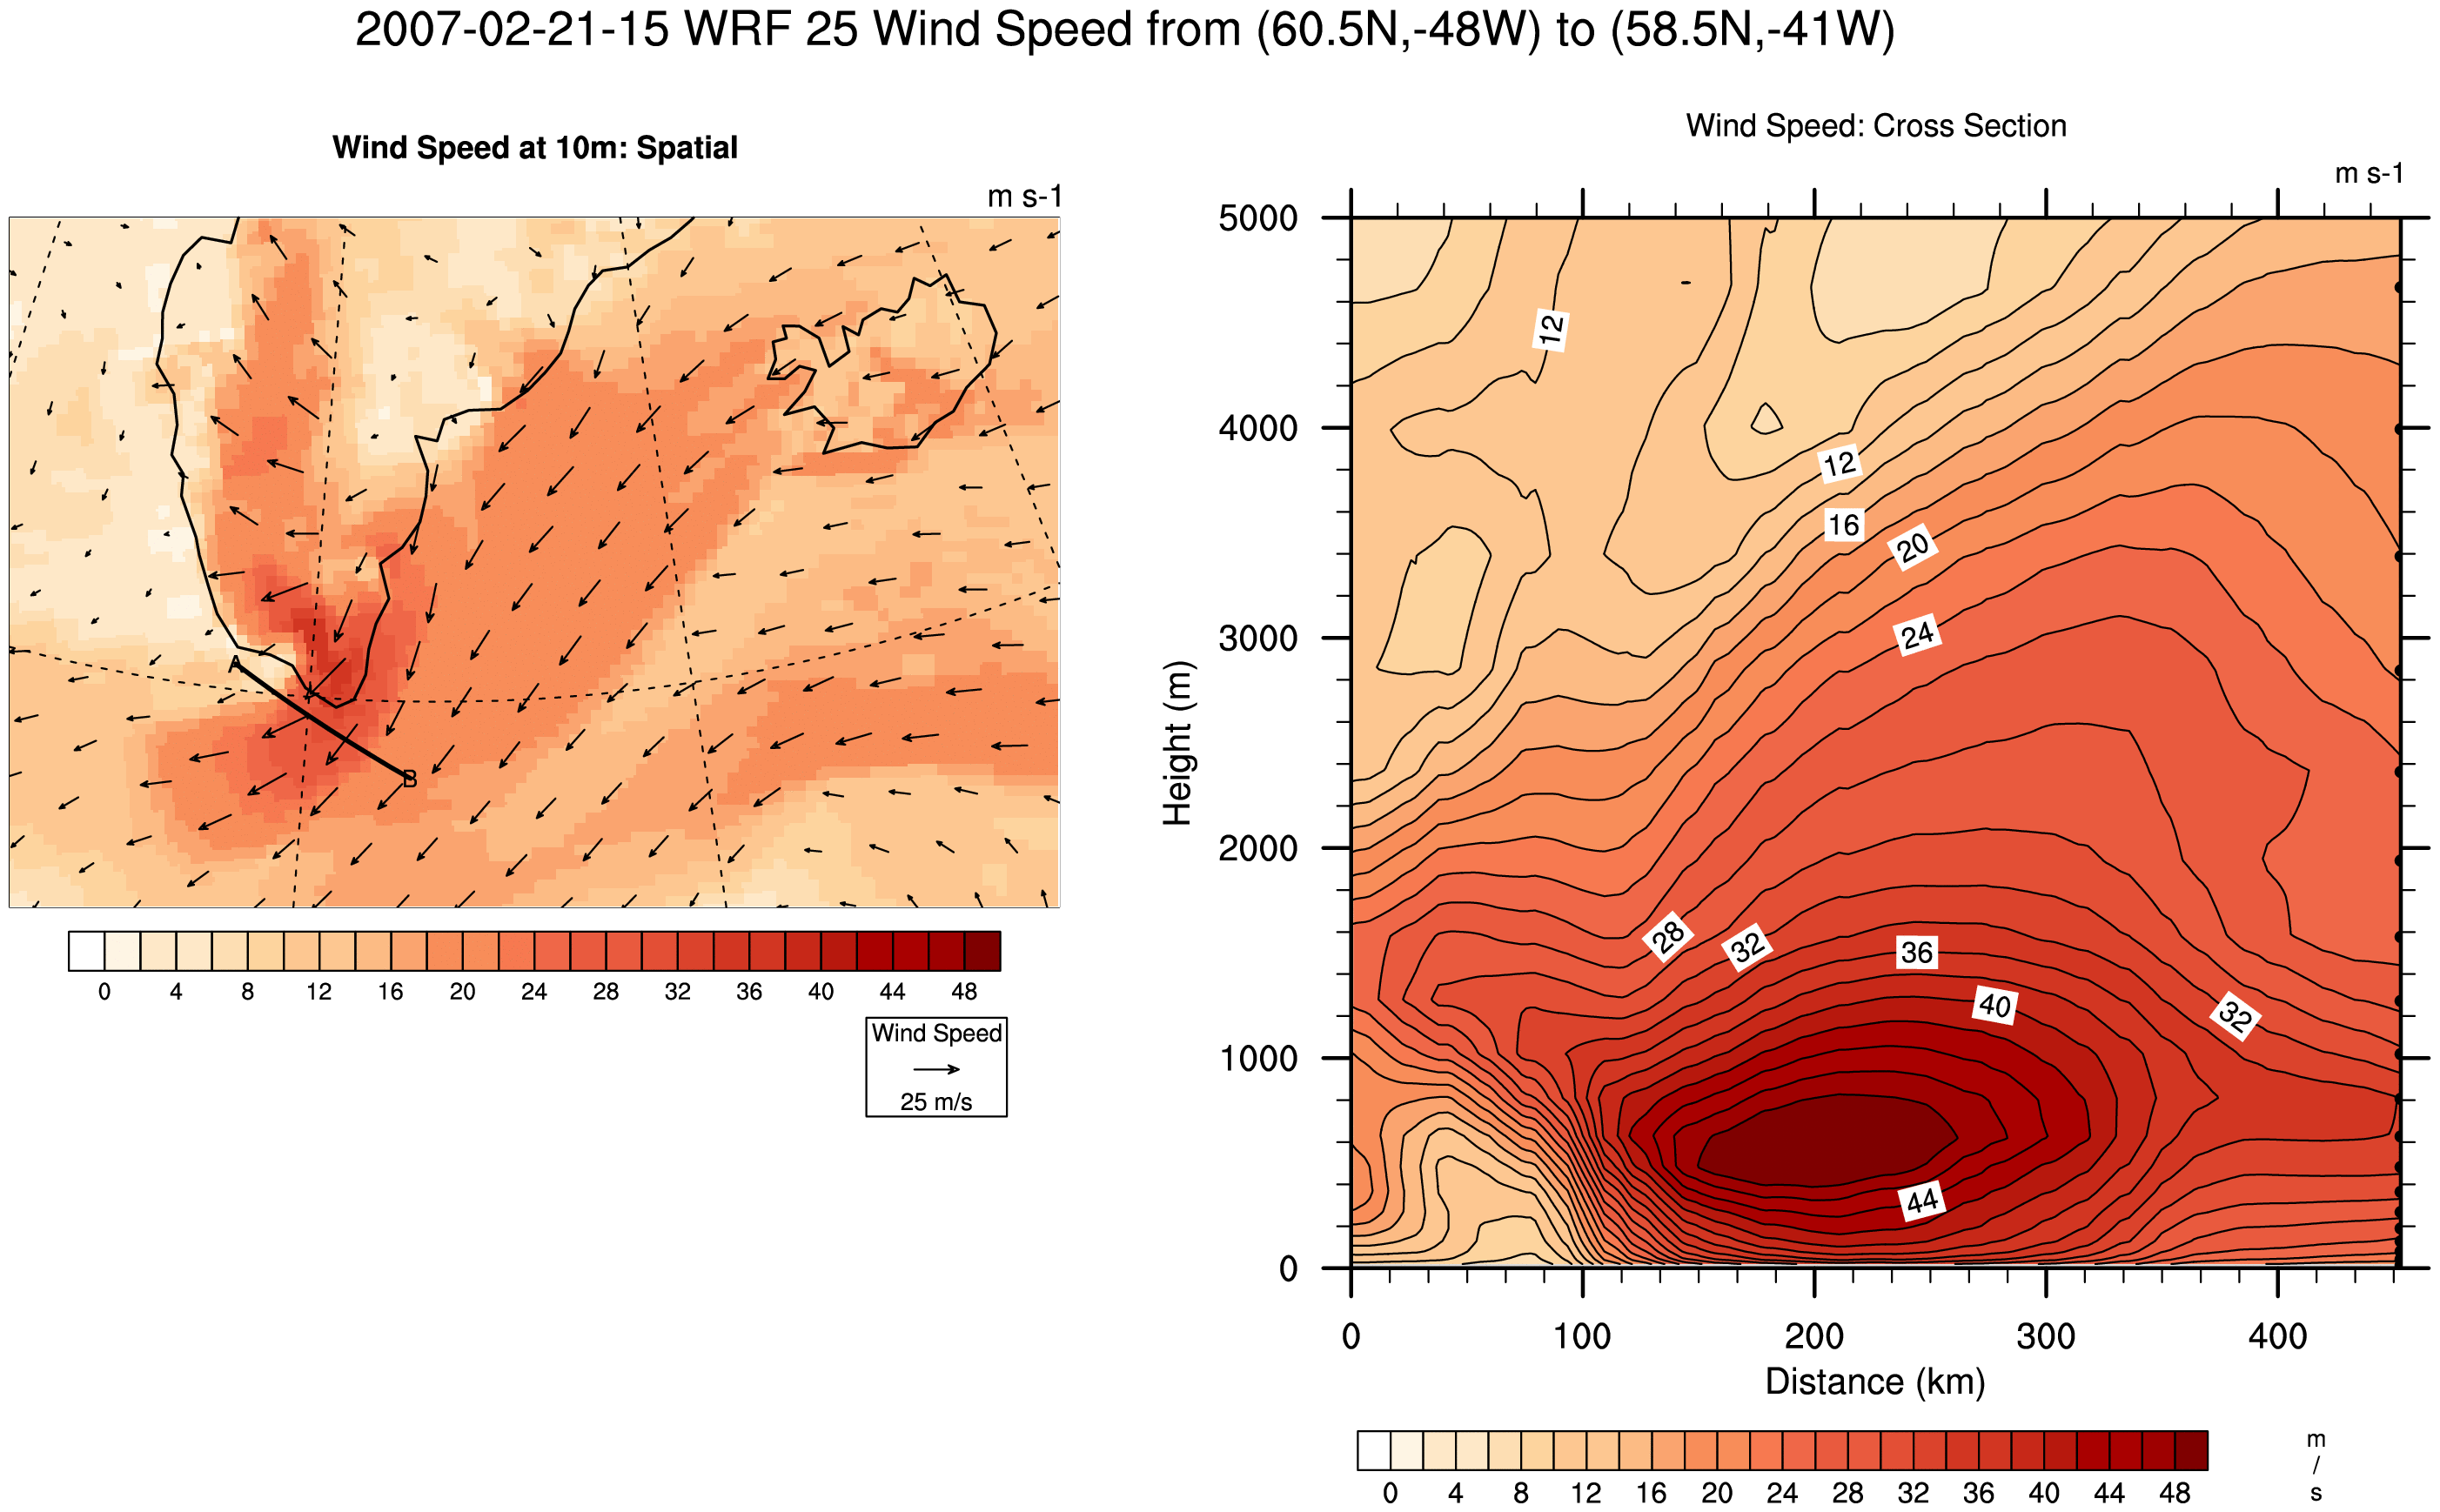 2007-02-21-15 WRF 25 Wind Speed from (60.5N,-48W) to (58.5N,-41W)
Wind Speed at 10m: Spatial
m s-1
A
B
0 4 8 12 16 20 24 28 32 36 40 44 48
Wind Speed
25 m/s
Wind Speed: Cross Section
m s-1
5000
4000
3000
2000
1000
0
Height (m)
12
12
16
20
24
28
32
36
40
32
44
0 100 200 300 400
Distance (km)
0 4 8 12 16 20 24 28 32 36 40 44 48
m
/
s